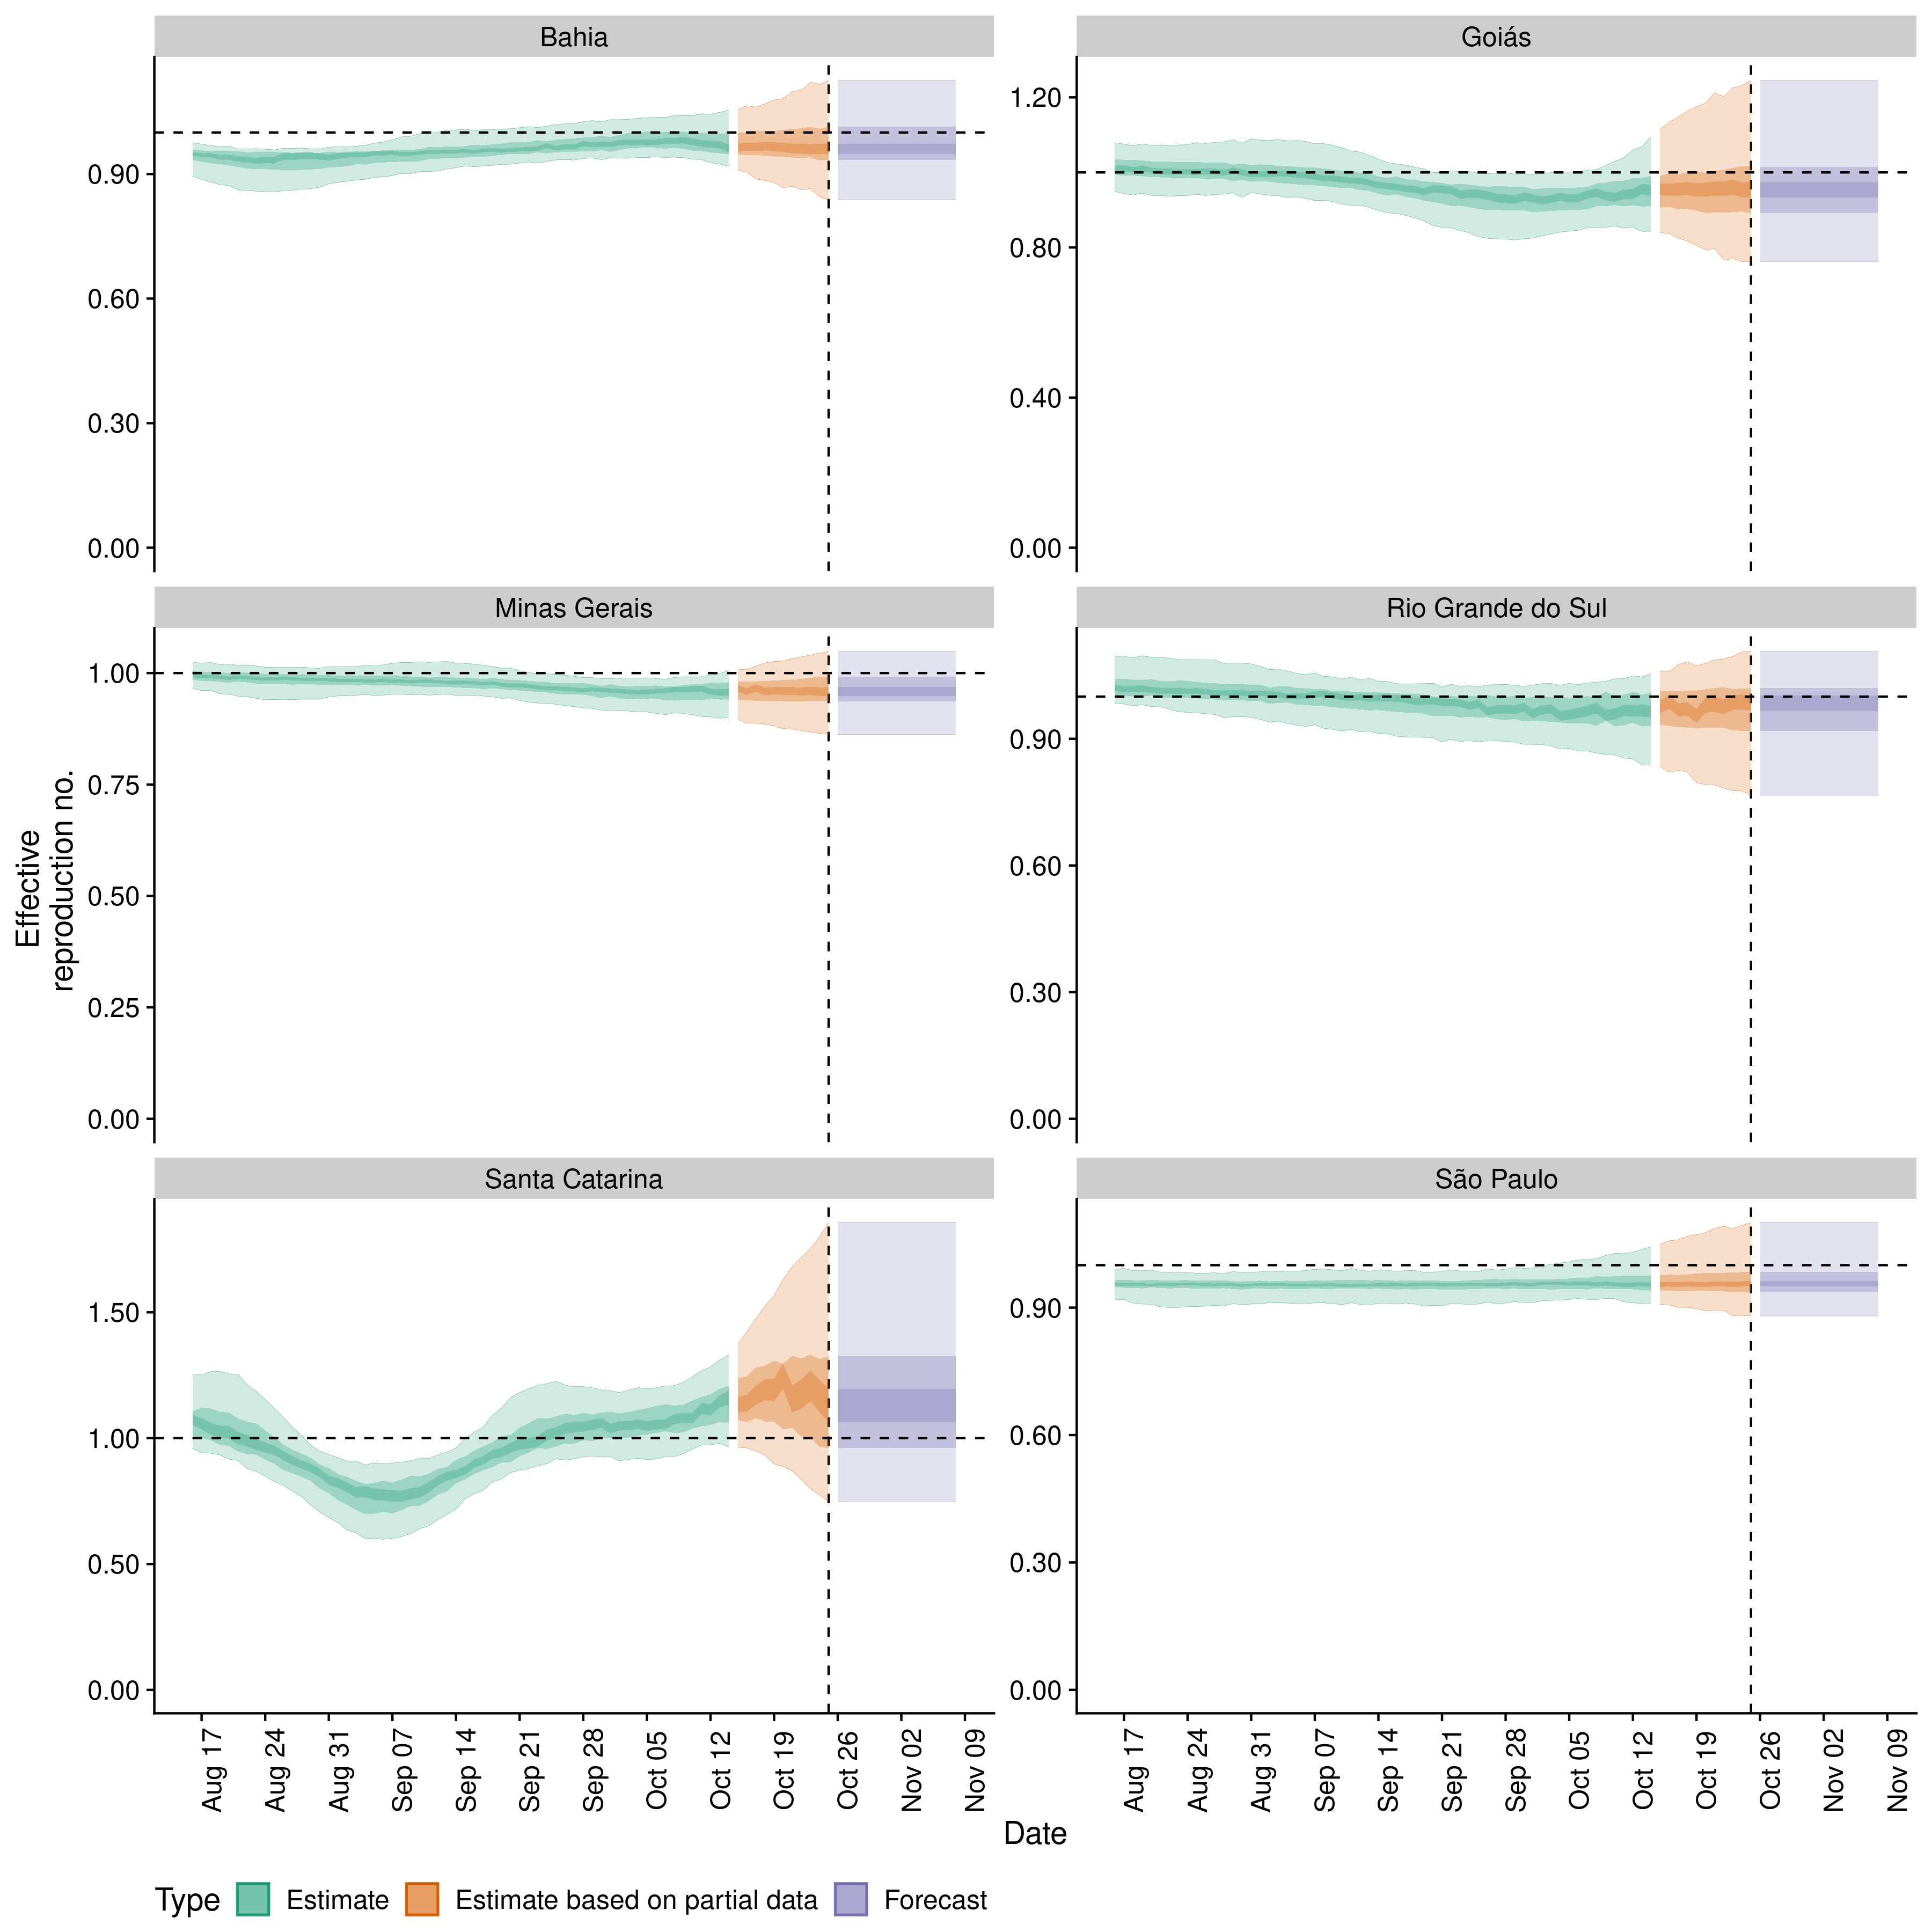 Bahia
Goiás
0.90
0.60
0.30
0.00
1.20
0.80
0.40
0.00
Minas Gerais
Rio Grande do Sul
1.00
0.75
0.50
0.25
0.00
0.90
0.60
0.30
0.00
Effective
reproduction no.
Santa Catarina
São Paulo
1.50
1.00
0.50
0.00
0.90
0.60
0.30
0.00
Aug 17
Aug 24
Aug 31
Sep 07
Sep 14
Sep 21
Sep 28
Oct 05
Oct 12
Oct 19
Oct 26
Nov 02
Nov 09
Aug 17
Aug 24
Aug 31
Sep 07
Sep 14
Sep 21
Sep 28
Oct 05
Oct 12
Oct 19
Oct 26
Nov 02
Nov 09
Date
Type Estimate Estimate based on partial data Forecast